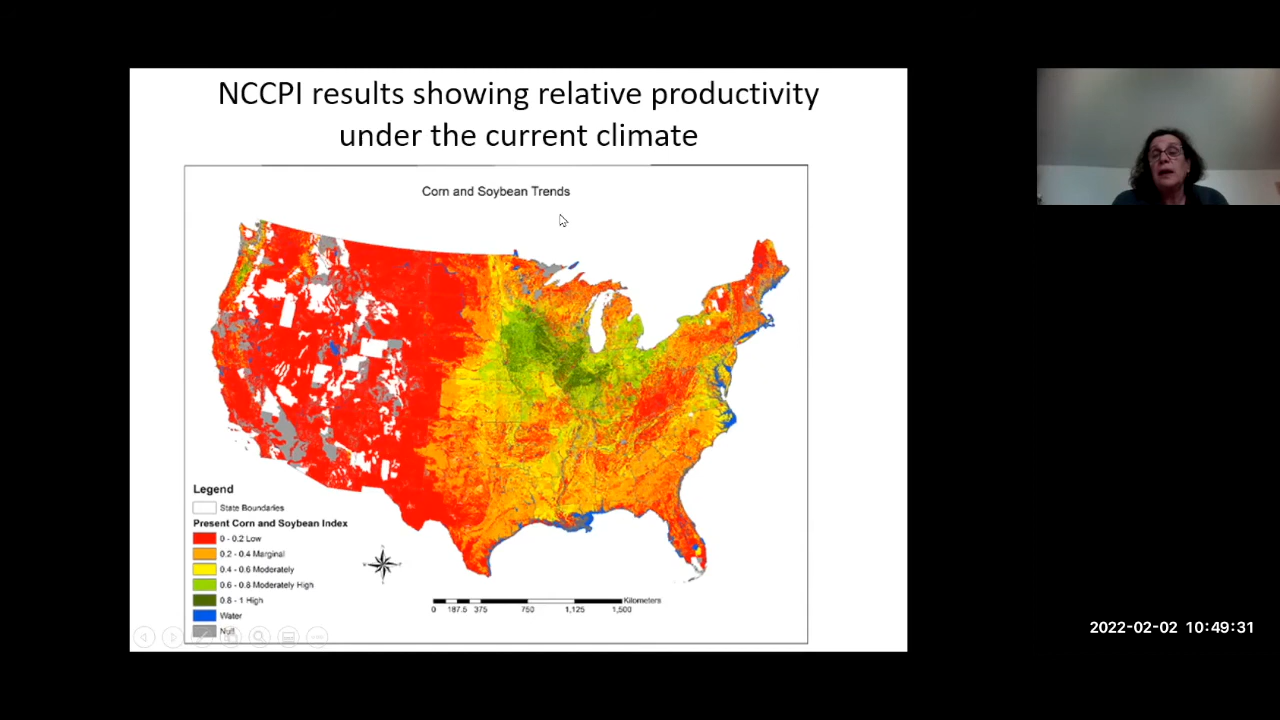 NCCPI results showing relative productivity
under the current climate
Corn and Soybean Trends
Legend
State Boundaries
Present Corn and Soybean Index
0 - 0.2 Low
0.2 - 0.4 Marginal
0.4 - 0.6 Moderately
0.6 - 0.8 Moderately High
0.8 - 1 High
Water
Null
Kilometers
0 187.5 375 750 1,125 1,500
2022-02-02 10:49:31